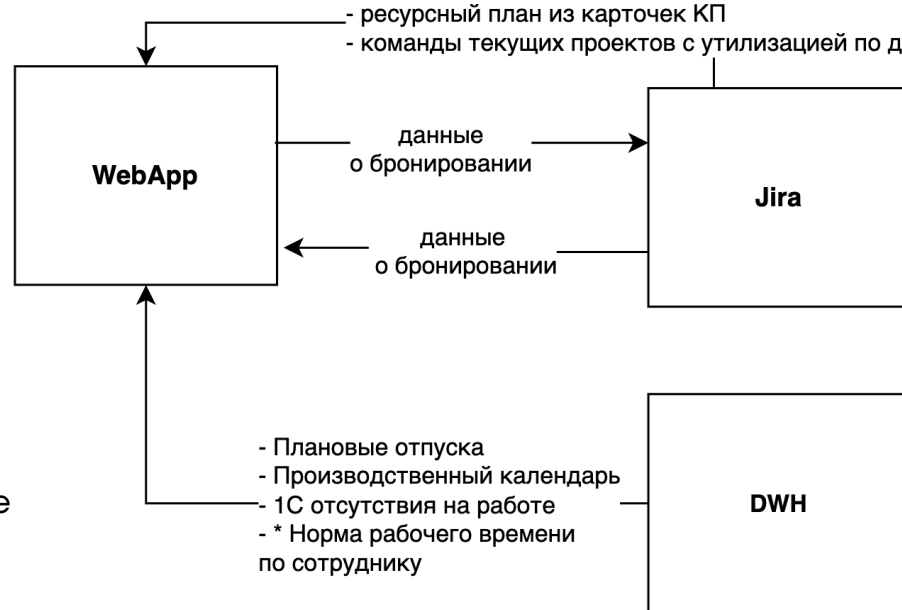 - ресурсный план из карточек КП
- команды текущих проектов с утилизацией по д
данные
о бронировании
WebApp
Jira
данные
о бронировании
- Плановые отпуска
- Производственный календарь
- 1С отсутствия на работе
- * Норма рабочего времени
по сотруднику
е
DWH